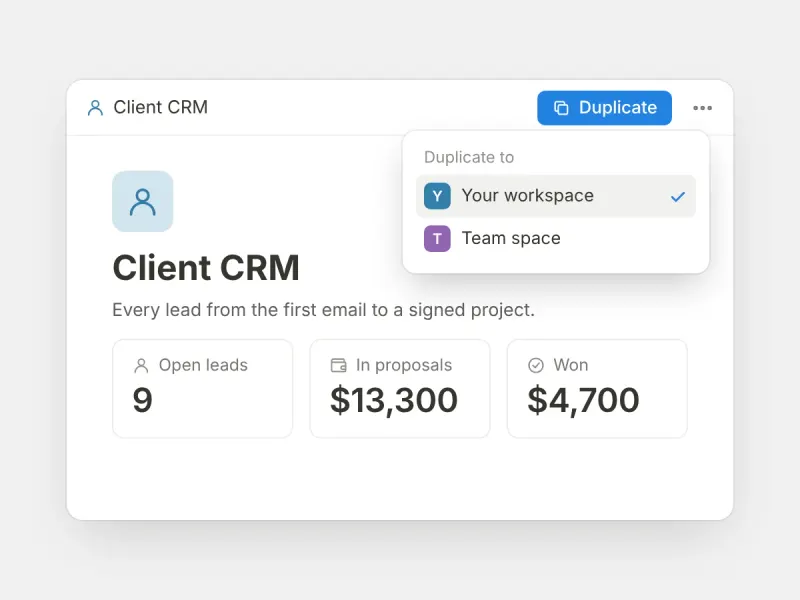 Client CRM
Duplicate
Duplicate to
Y Your workspace
T Team space
Client CRM
Every lead from the first email to a signed project.
Open leads
9
In proposals
$13,300
Won
$4,700